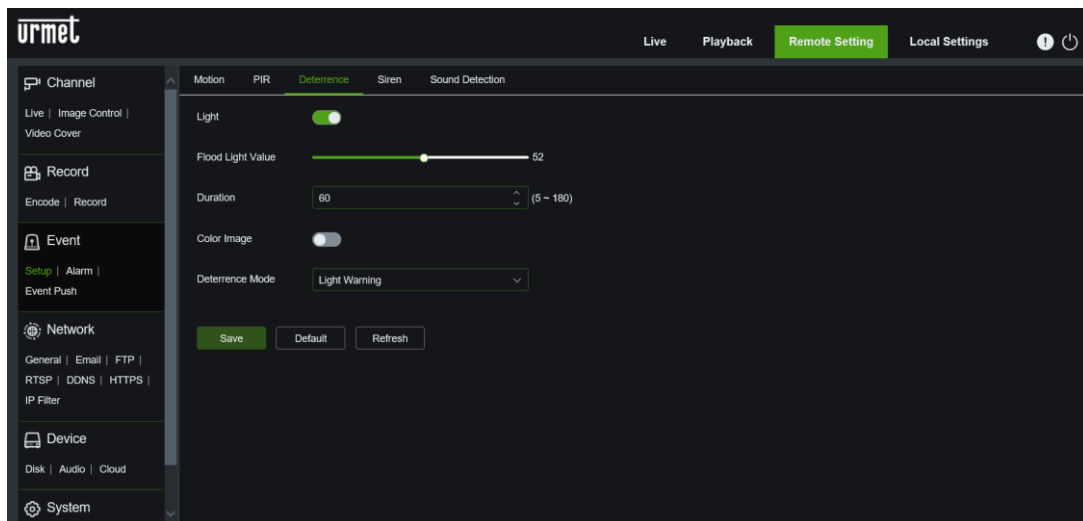 urmet
Live Playback Remote Setting Local Settings
Channel
Live | Image Control |
Video Cover
Record
Encode | Record
Event
Setup | Alarm |
Event Push
Network
General | Email | FTP |
RTSP | DDNS | HTTPS |
IP Filter
Device
Disk | Audio | Cloud
System
Motion PIR Deterrence Siren Sound Detection
Light
Flood Light Value 52
Duration 60 (5 ~ 180)
Color Image
Deterrence Mode Light Warning
Save Default Refresh